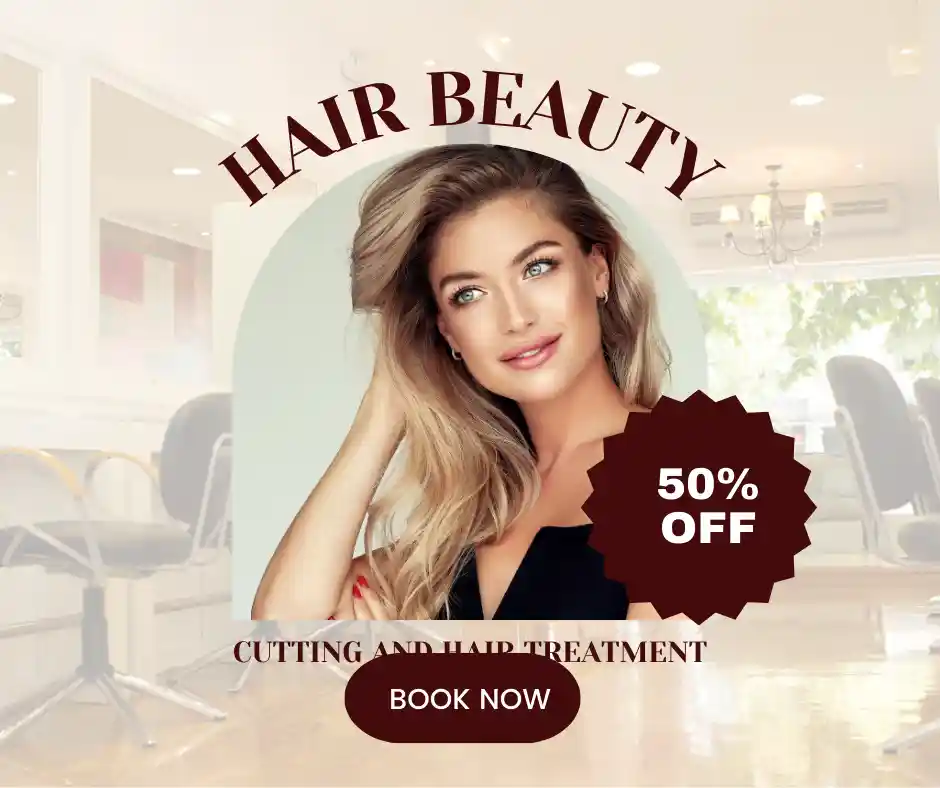 HAIR BEAUTY
50%
OFF
CUTTING AND HAIR TREATMENT
BOOK NOW